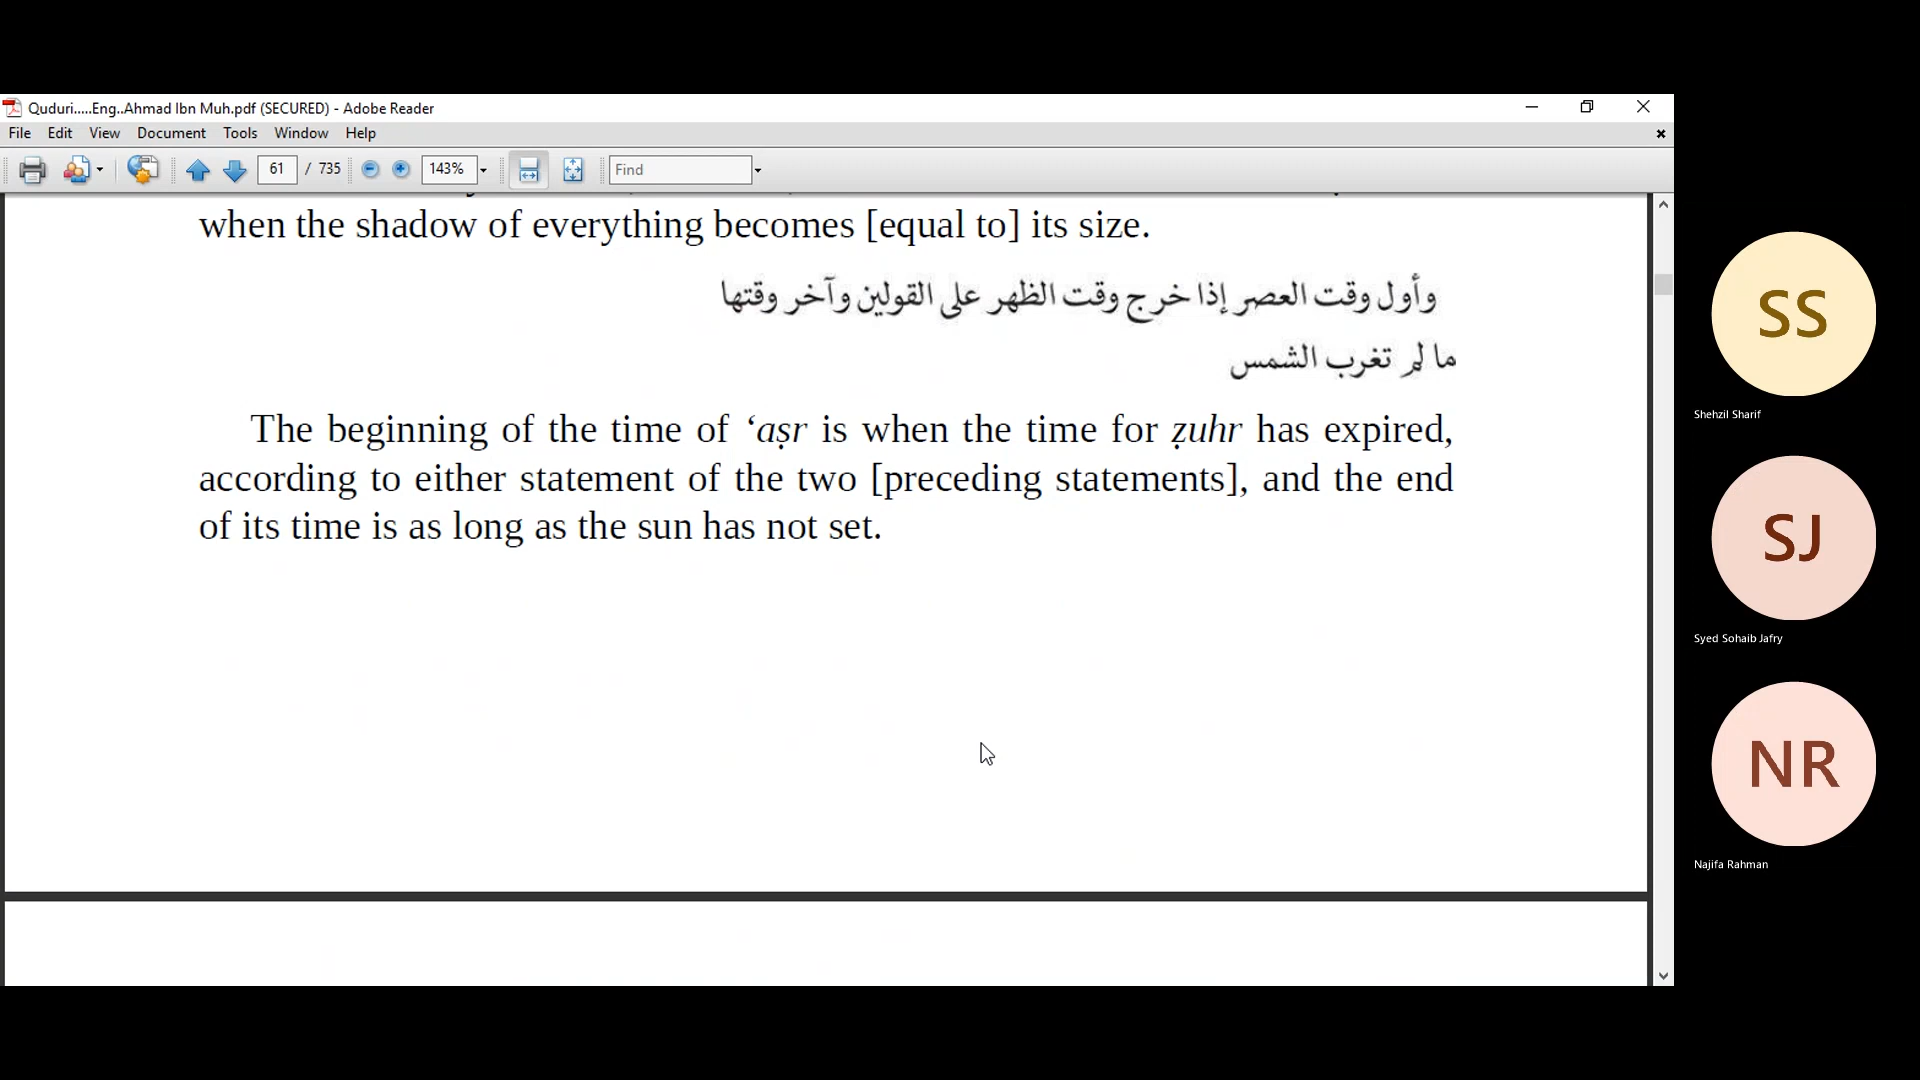 Quduri.....Eng..Ahmad Ibn Muh.pdf (SECURED) - Adobe Reader
File Edit View Document Tools Window Help
61 / 735 143% Find
when the shadow of everything becomes [equal to] its size.
وأول وقت العصر إذا خرج وقت الظهر على القولين وآخر وقتها
ما لم تغرب الشمس
The beginning of the time of ‘aṣr is when the time for ẓuhr has expired,
according to either statement of the two [preceding statements], and the end
of its time is as long as the sun has not set.
SS
Shehzil Sharif
SJ
Syed Sohaib Jafry
NR
Najifa Rahman